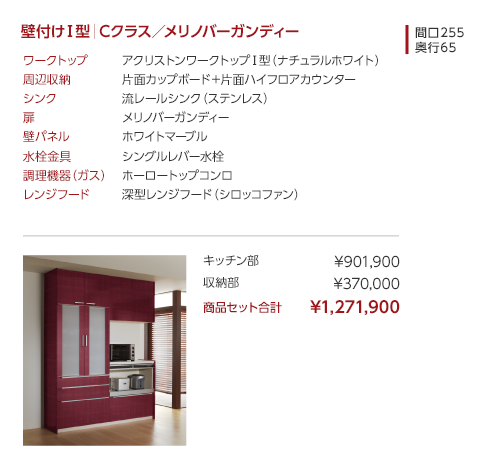 壁付けⅠ型｜Cクラス／メリノバーガンディー
間口255
奥行65
ワークトップ アクリストンワークトップⅠ型（ナチュラルホワイト）
周辺収納 片面カップボード＋片面ハイフロアカウンター
シンク 流レールシンク（ステンレス）
扉 メリノバーガンディー
壁パネル ホワイトマーブル
水栓金具 シングルレバー水栓
調理機器（ガス） ホーロートップコンロ
レンジフード 深型レンジフード（シロッコファン）
キッチン部 ¥901,900
収納部 ¥370,000
商品セット合計 ¥1,271,900